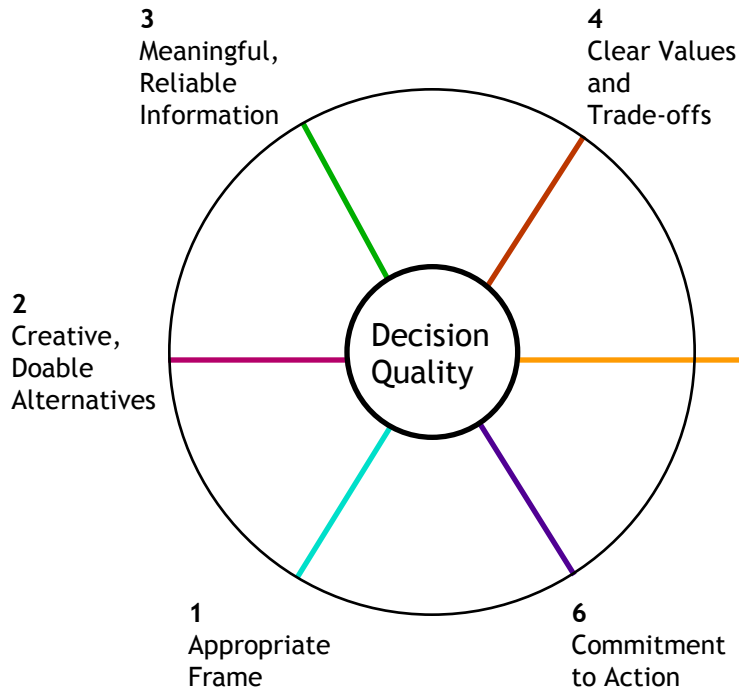 3
Meaningful,
Reliable
Information
4
Clear Values
and
Trade-offs
2
Creative,
Doable
Alternatives
Decision
Quality
1
Appropriate
Frame
6
Commitment
to Action